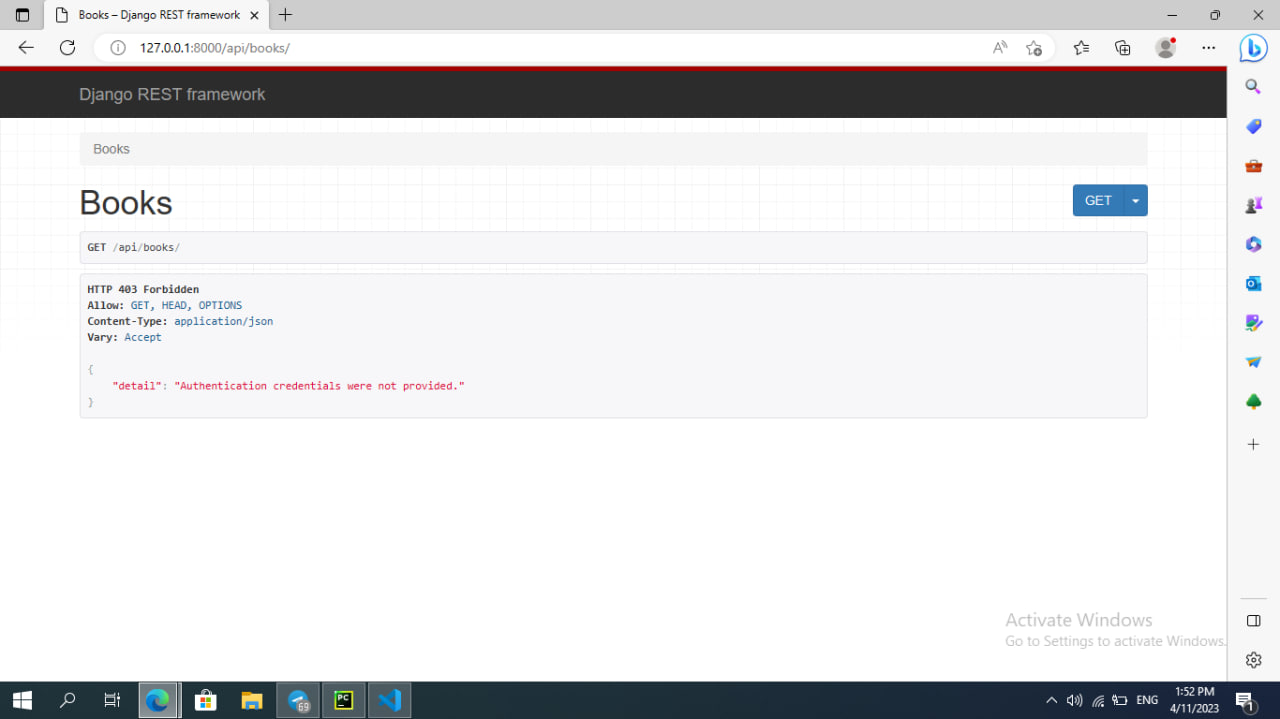 Books – Django REST framework
127.0.0.1:8000/api/books/
Django REST framework
Books
Books
GET
GET /api/books/
HTTP 403 Forbidden
Allow: GET, HEAD, OPTIONS
Content-Type: application/json
Vary: Accept
{
"detail": "Authentication credentials were not provided."
}
Activate Windows
Go to Settings to activate Windows.
69
PC
ENG
1:52 PM
4/11/2023
1